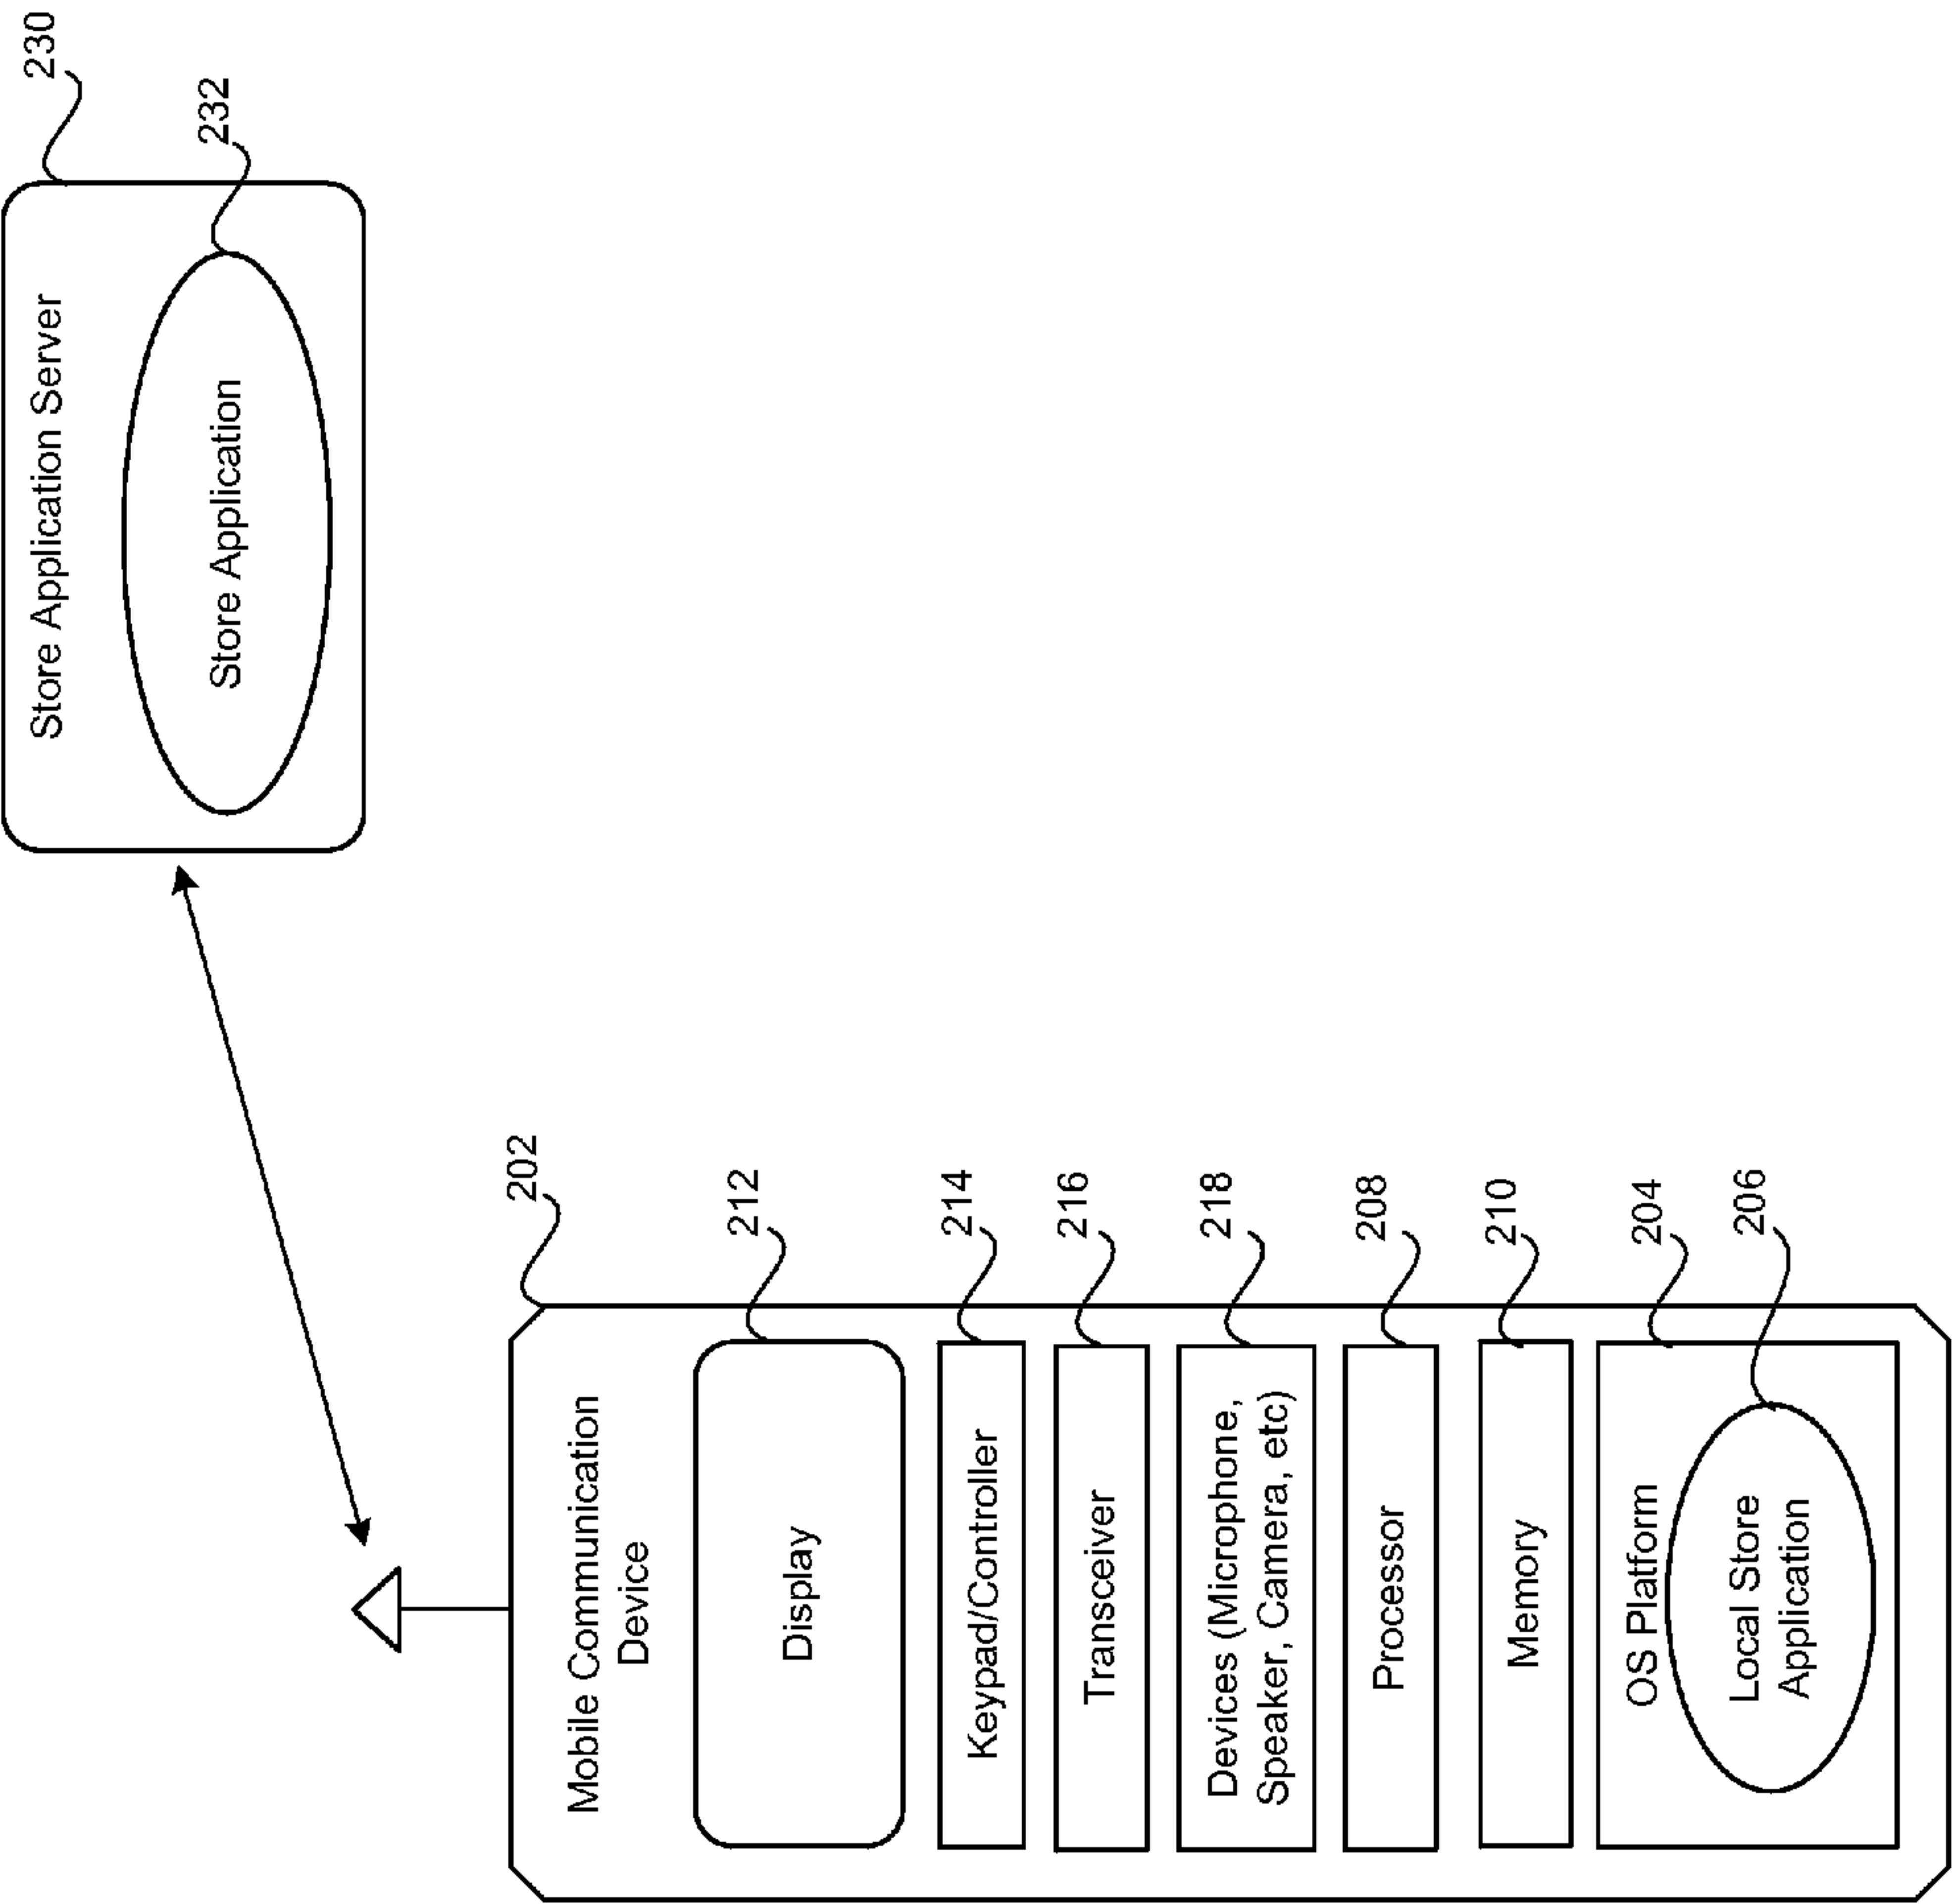 230
Store Application Server
232
Store Application
202
Mobile Communication
Device
212
Display
214
Keypad/Controller
216
Transceiver
218
Devices (Microphone,
Speaker, Camera, etc)
208
Processor
210
Memory
204
OS Platform
206
Local Store
Application